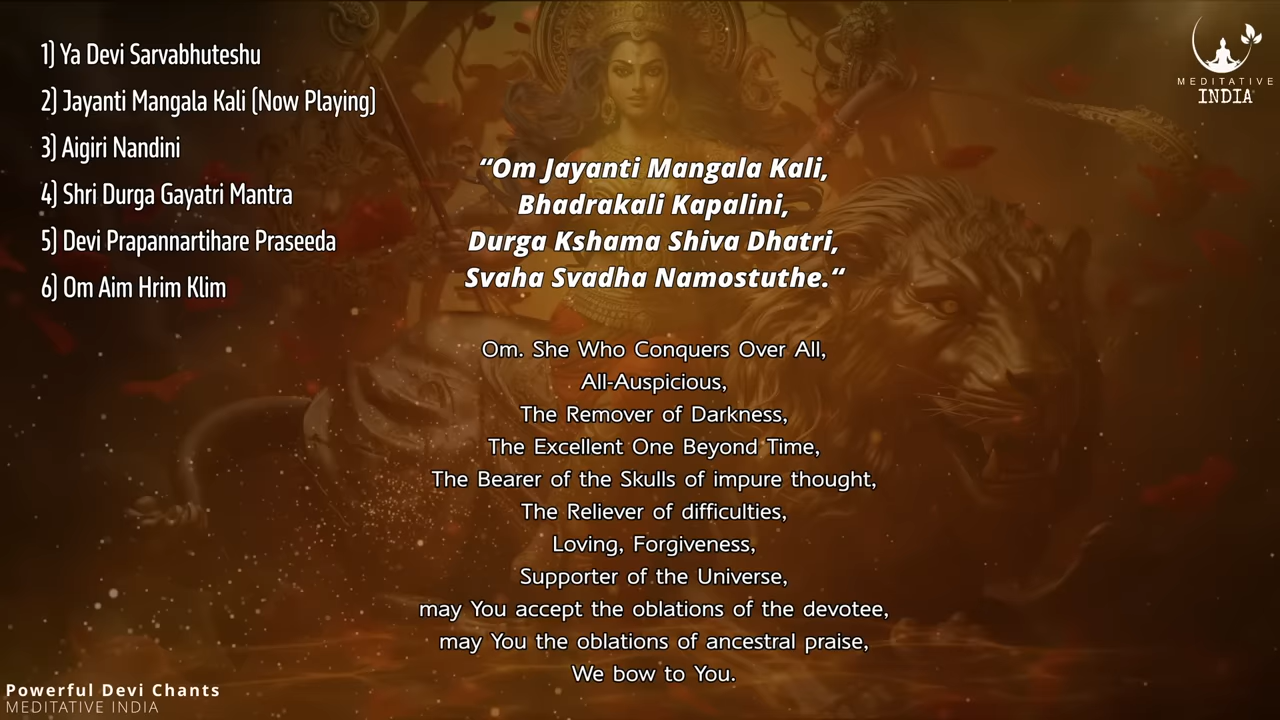 1) Ya Devi Sarvabhuteshu
2) Jayanti Mangala Kali (Now Playing)
3) Aigiri Nandini
4) Shri Durga Gayatri Mantra
5) Devi Prapannartihare Praseeda
6) Om Aim Hrim Klim
MEDITATIVE
INDIA
“Om Jayanti Mangala Kali,
Bhadrakali Kapalini,
Durga Kshama Shiva Dhatri,
Svaha Svadha Namostuthe.“
Om. She Who Conquers Over All,
All-Auspicious,
The Remover of Darkness,
The Excellent One Beyond Time,
The Bearer of the Skulls of impure thought,
The Reliever of difficulties,
Loving, Forgiveness,
Supporter of the Universe,
may You accept the oblations of the devotee,
may You the oblations of ancestral praise,
We bow to You.
Powerful Devi Chants
MEDITATIVE INDIA